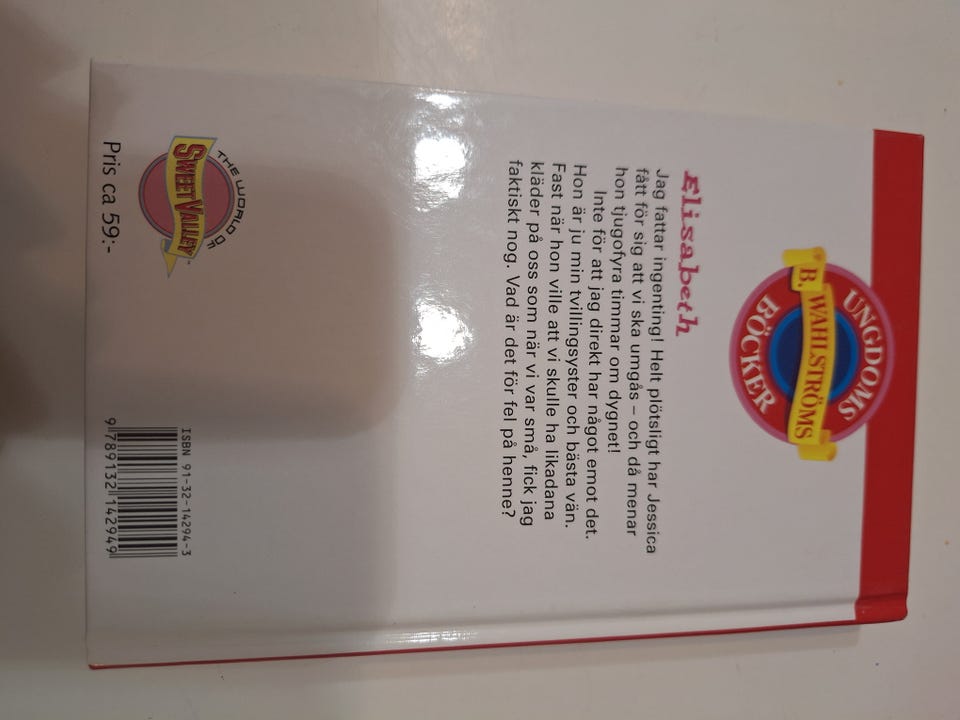 UNGDOMS
B. WAHLSTRÖMS
BÖCKER
Elisabeth
Jag fattar ingenting! Helt plötsligt har Jessica
fått för sig att vi ska umgås – och då menar
hon tjugofyra timmar om dygnet!
Inte för att jag direkt har något emot det.
Hon är ju min tvillingsyster och bästa vän.
Fast när hon ville att vi skulle ha likadana
kläder på oss som när vi var små, fick jag
faktiskt nog. Vad är det för fel på henne?
THE WORLD OF
SWEET VALLEY
Pris ca 59:-
ISBN 91-32-14294-3
9 789132 142949